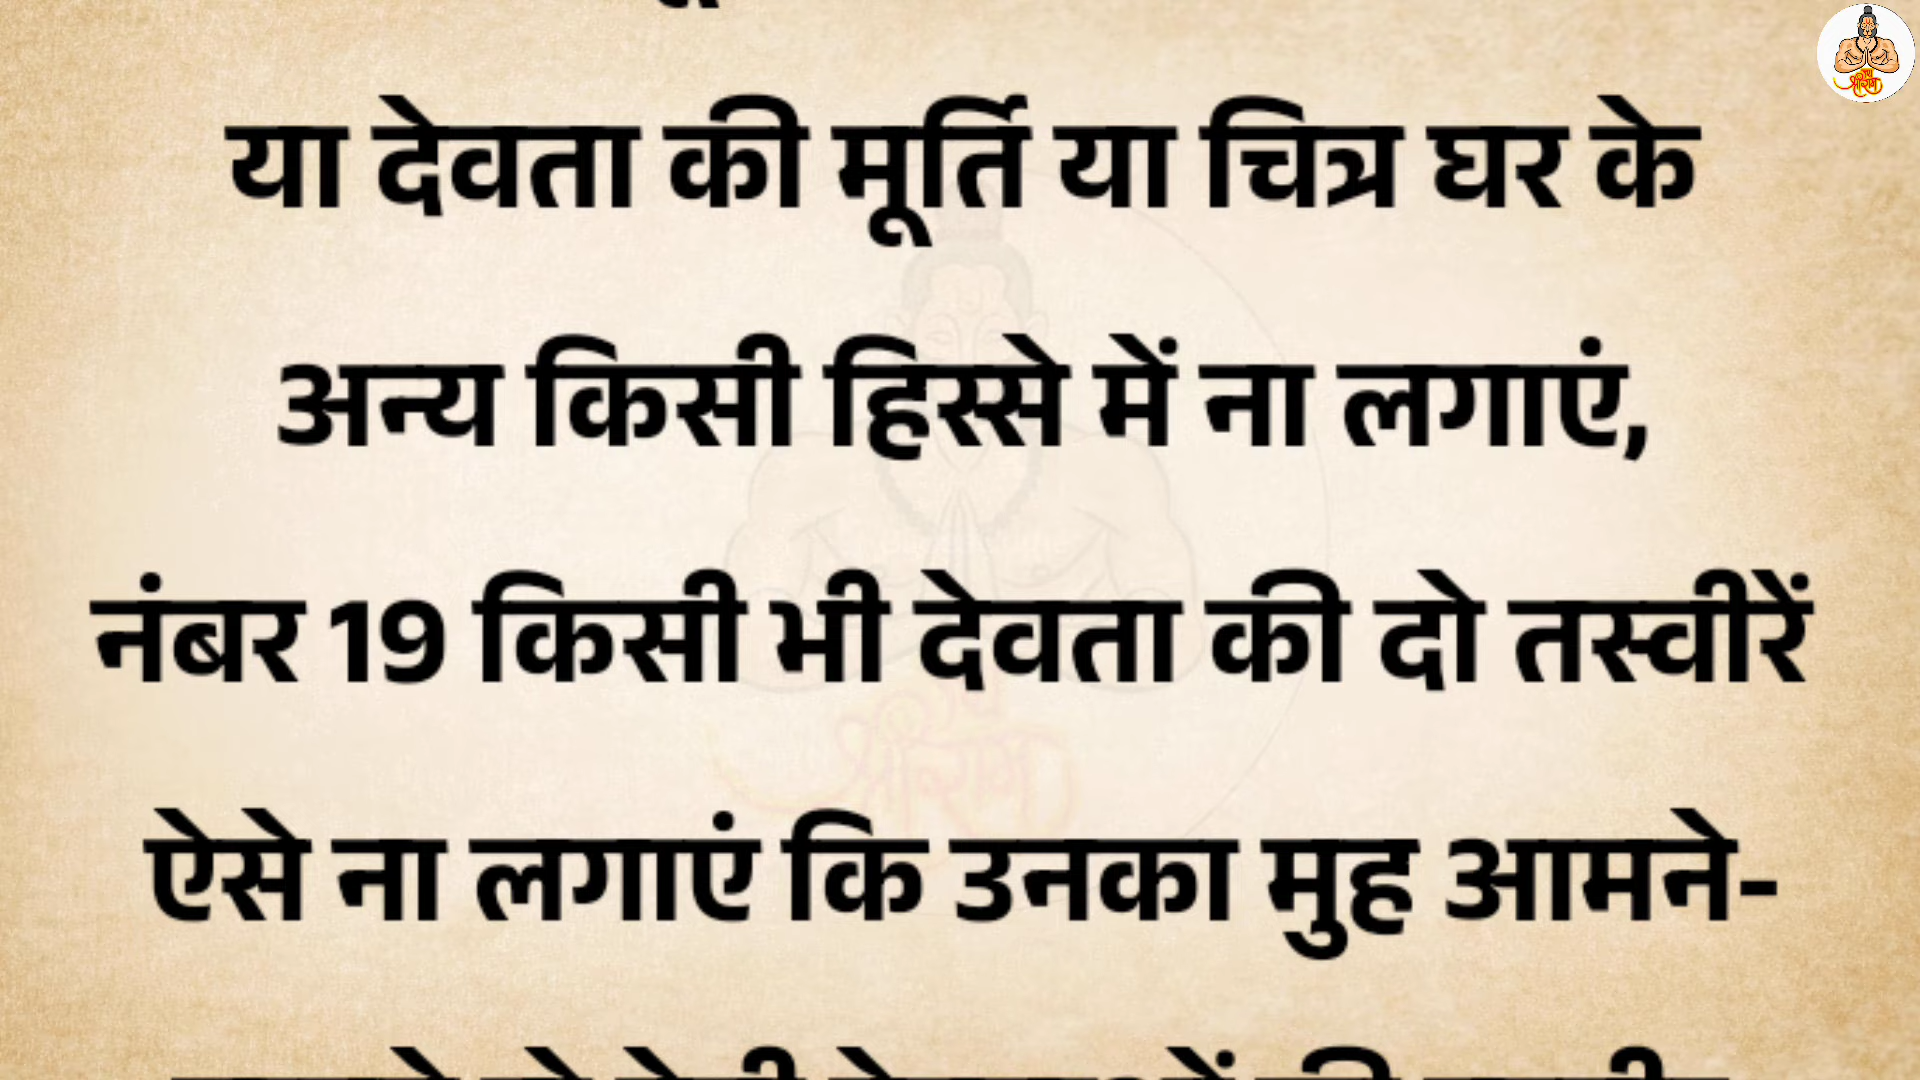 या देवता की मूर्ति या चित्र घर के
अन्य किसी हिस्से में ना लगाएं,
नंबर 19 किसी भी देवता की दो तस्वीरें
ऐसे ना लगाएं कि उनका मुह आमने-